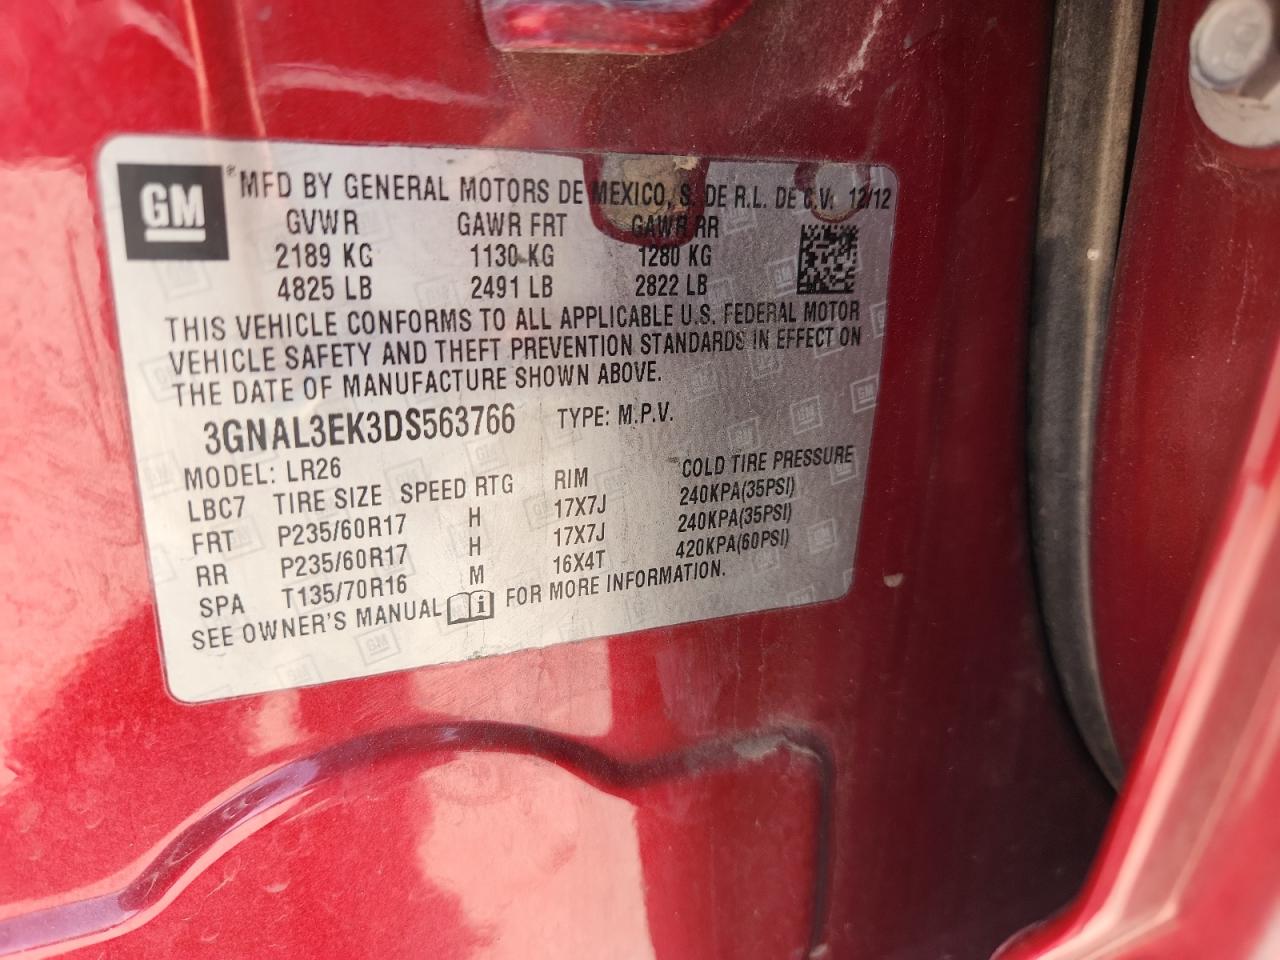 GM ® MFD BY GENERAL MOTORS DE MEXICO, S. DE R.L. DE C.V. 12/12
GVWR GAWR FRT GAWR RR
2189 KG 1130 KG 1280 KG
4825 LB 2491 LB 2822 LB
THIS VEHICLE CONFORMS TO ALL APPLICABLE U.S. FEDERAL MOTOR
VEHICLE SAFETY AND THEFT PREVENTION STANDARDS IN EFFECT ON
THE DATE OF MANUFACTURE SHOWN ABOVE.
3GNAL3EK3DS563766 TYPE: M.P.V.
MODEL: LR26
LBC7 TIRE SIZE SPEED RTG RIM COLD TIRE PRESSURE
FRT P235/60R17 H 17X7J 240KPA(35PSI)
RR P235/60R17 H 17X7J 240KPA(35PSI)
SPA T135/70R16 M 16X4T 420KPA(60PSI)
SEE OWNER'S MANUAL FOR MORE INFORMATION.